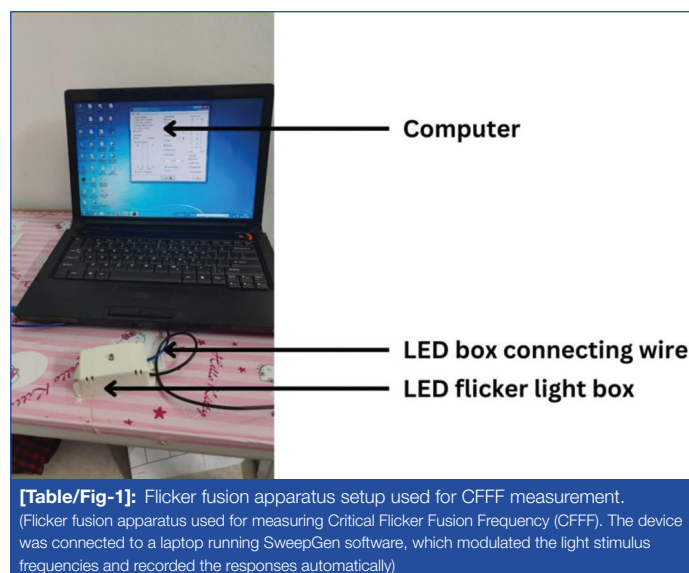 Computer
LED box connecting wire
LED flicker light box
Hello Kitty
[Table/Fig-1]: Flicker fusion apparatus setup used for CFFF measurement.
(Flicker fusion apparatus used for measuring Critical Flicker Fusion Frequency (CFFF). The device
was connected to a laptop running SweepGen software, which modulated the light stimulus
frequencies and recorded the responses automatically)